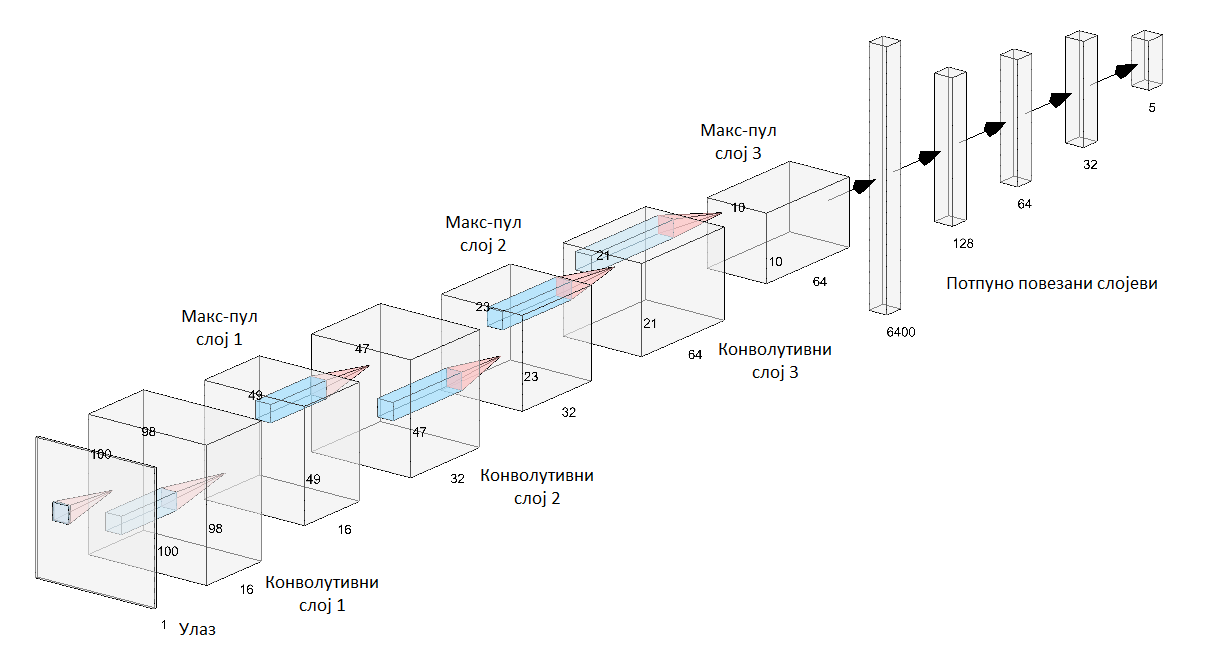 Улаз
1
100
100
Конволутивни
слој 1
98
98
16
Макс-пул
слој 1
49
49
16
Конволутивни
слој 2
47
47
32
Макс-пул
слој 2
23
23
32
Конволутивни
слој 3
21
21
64
Макс-пул
слој 3
10
10
64
6400
128
64
32
5
Потпуно повезани слојеви